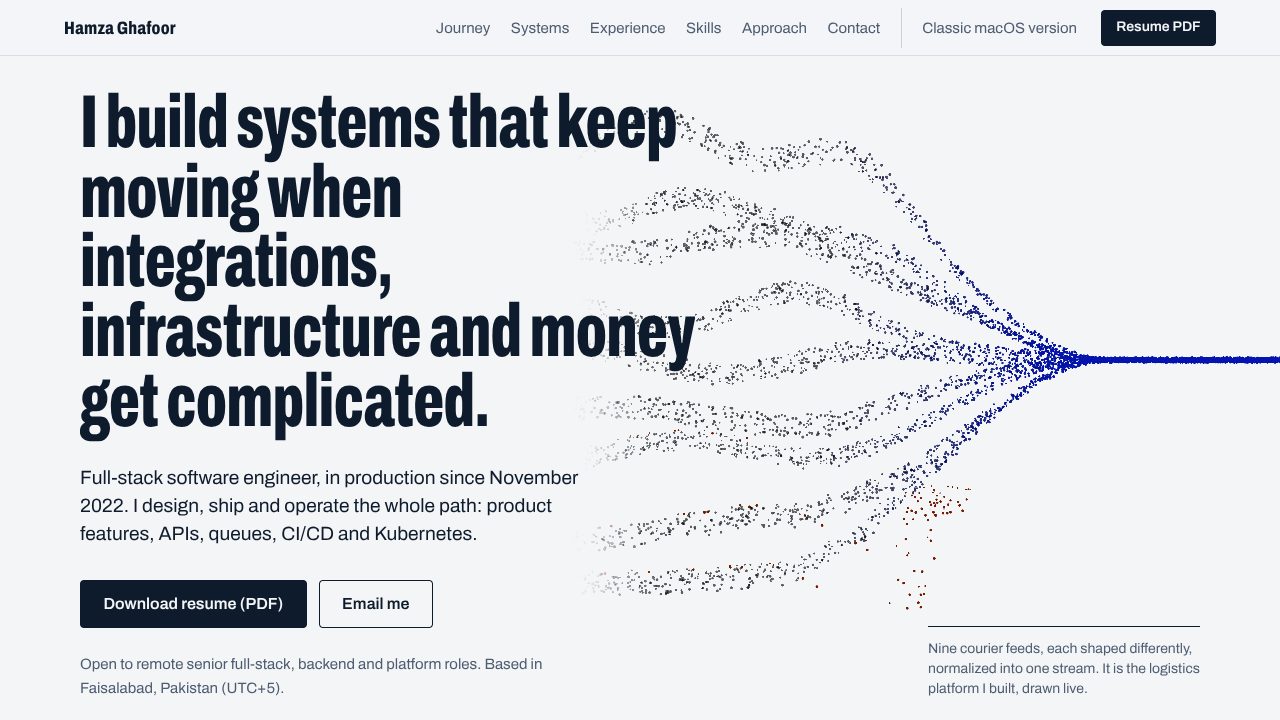 Hamza Ghafoor
Journey Systems Experience Skills Approach Contact Classic macOS version Resume PDF
I build systems that keep
moving when
integrations,
infrastructure and money
get complicated.
Full-stack software engineer, in production since November
2022. I design, ship and operate the whole path: product
features, APIs, queues, CI/CD and Kubernetes.
Download resume (PDF) Email me
Open to remote senior full-stack, backend and platform roles. Based in
Faisalabad, Pakistan (UTC+5).
Nine courier feeds, each shaped differently,
normalized into one stream. It is the logistics
platform I built, drawn live.